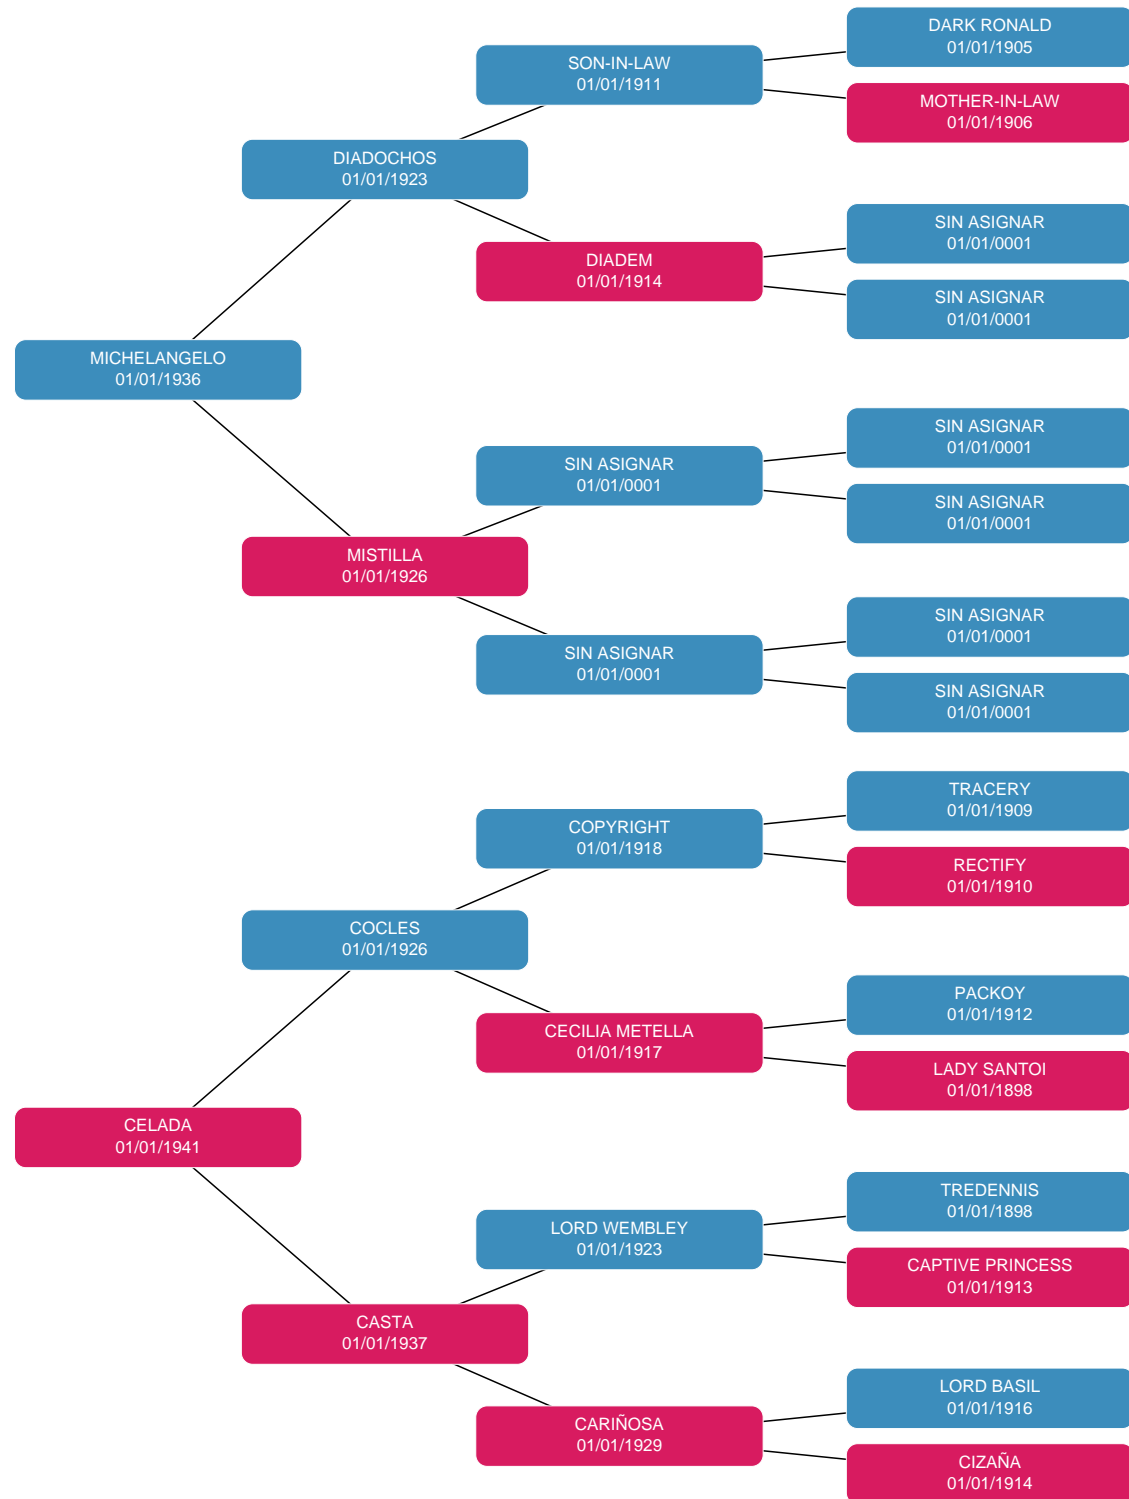 DARK RONALD
01/01/1905
SON-IN-LAW
01/01/1911
MOTHER-IN-LAW
01/01/1906
DIADOCHOS
01/01/1923
SIN ASIGNAR
01/01/0001
DIADEM
01/01/1914
SIN ASIGNAR
01/01/0001
MICHELANGELO
01/01/1936
SIN ASIGNAR
01/01/0001
SIN ASIGNAR
01/01/0001
SIN ASIGNAR
01/01/0001
MISTILLA
01/01/1926
SIN ASIGNAR
01/01/0001
SIN ASIGNAR
01/01/0001
SIN ASIGNAR
01/01/0001
TRACERY
01/01/1909
COPYRIGHT
01/01/1918
RECTIFY
01/01/1910
COCLES
01/01/1926
PACKOY
01/01/1912
CECILIA METELLA
01/01/1917
LADY SANTOI
01/01/1898
CELADA
01/01/1941
TREDENNIS
01/01/1898
LORD WEMBLEY
01/01/1923
CAPTIVE PRINCESS
01/01/1913
CASTA
01/01/1937
LORD BASIL
01/01/1916
CARIÑOSA
01/01/1929
CIZAÑA
01/01/1914